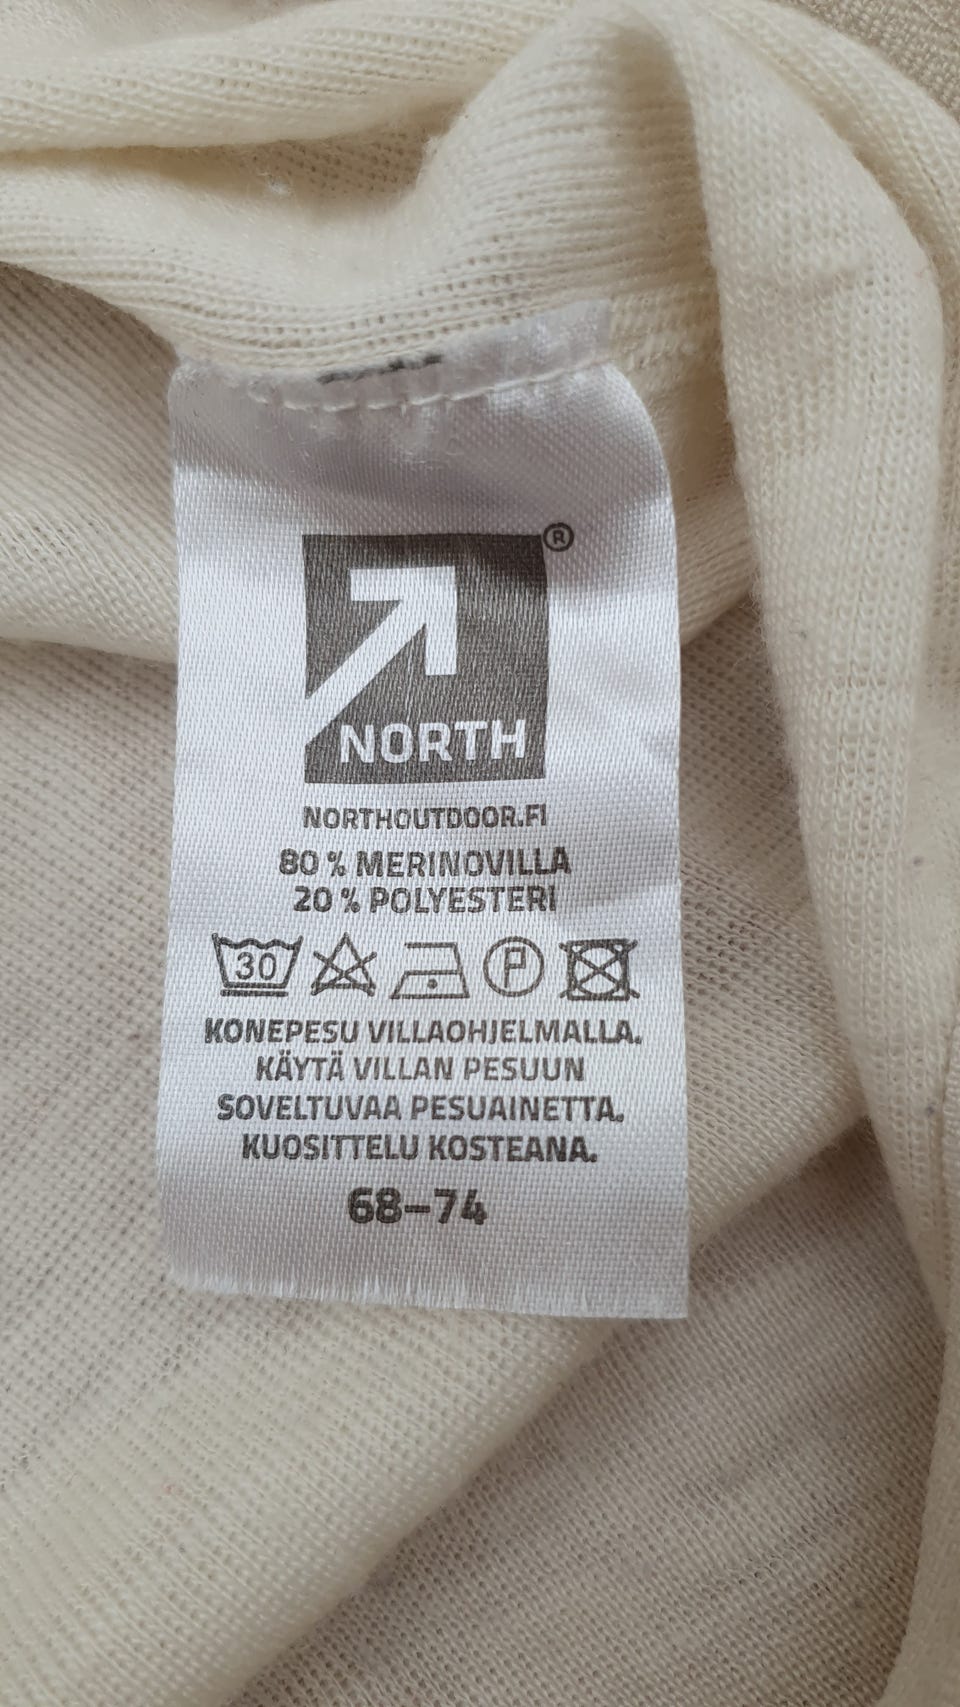 ®
NORTH
NORTHOUTDOOR.FI
80 % MERINOVILLA
20 % POLYESTERI
30 P
KONEPESU VILLAOHJELMALLA.
KÄYTÄ VILLAN PESUUN
SOVELTUVAA PESUAINETTA.
KUOSITTELU KOSTEANA.
68–74